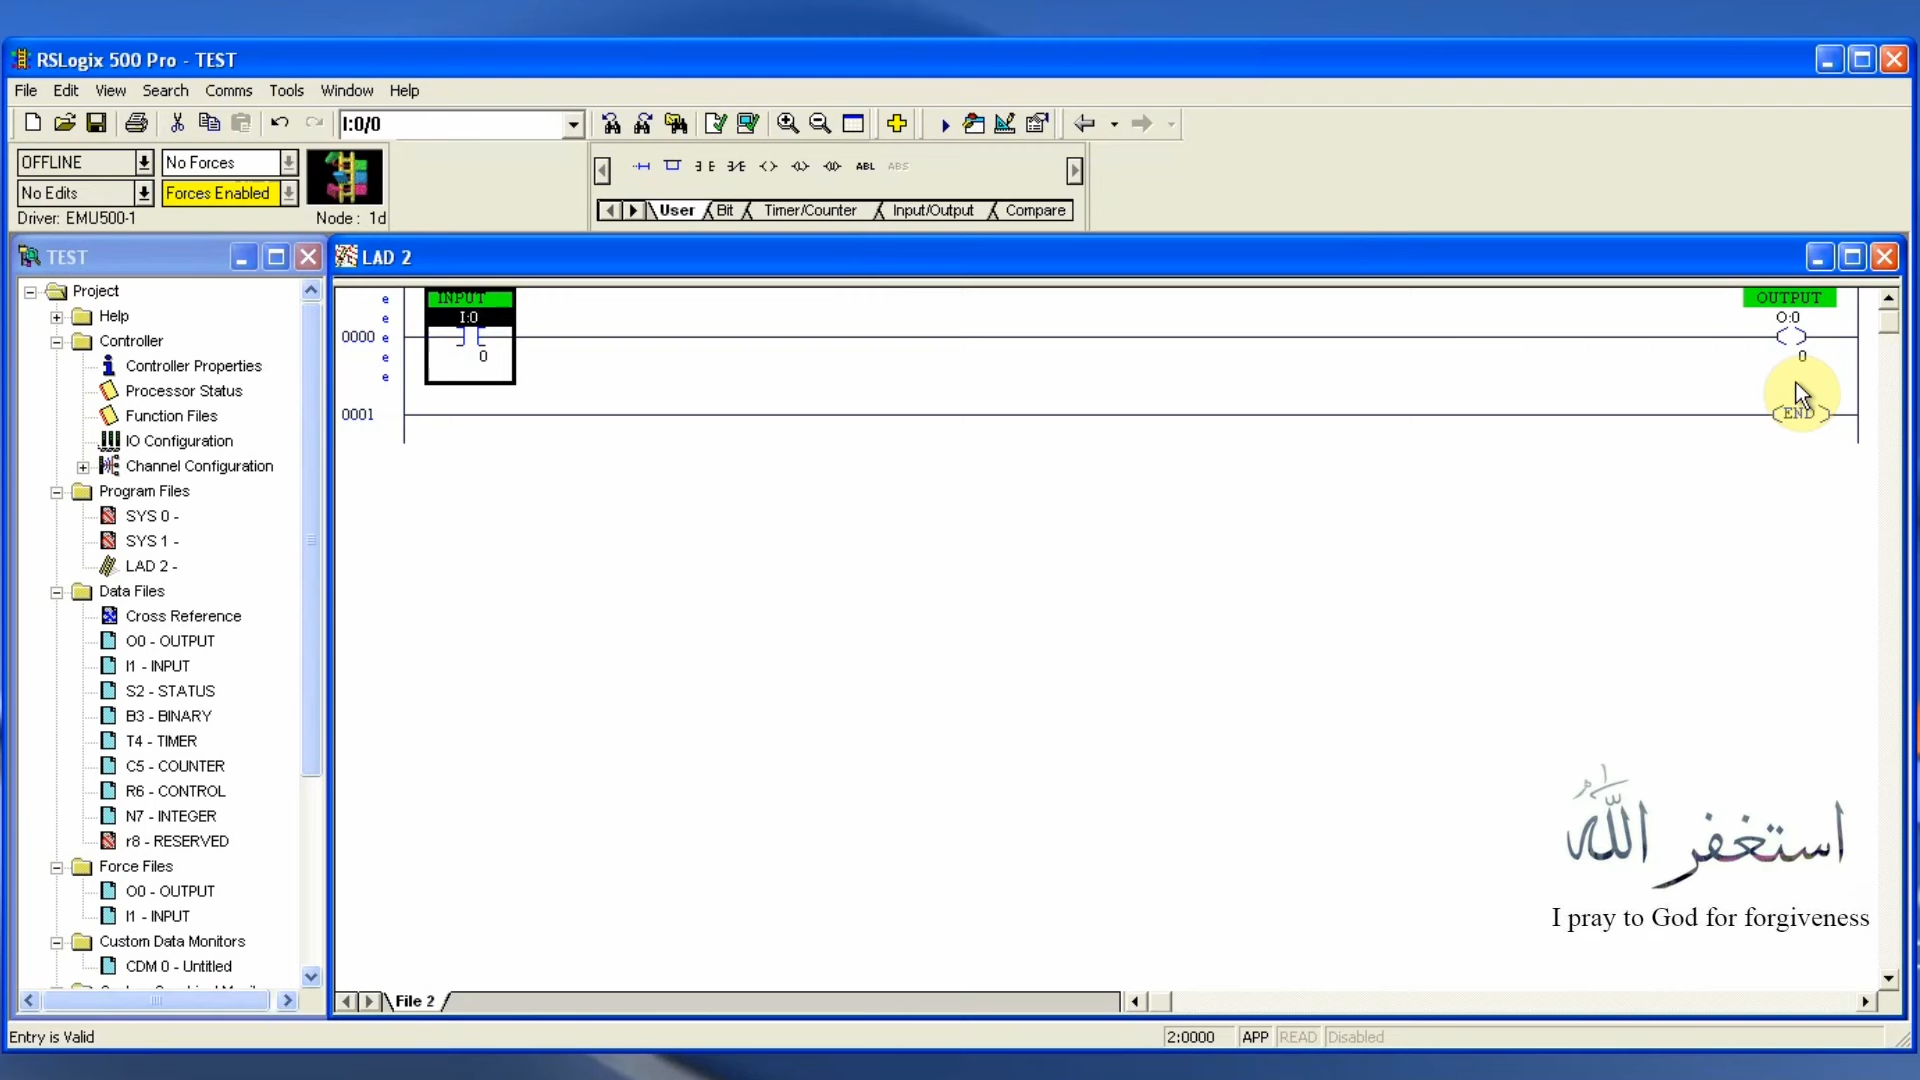 RSLogix 500 Pro - TEST
File Edit View Search Comms Tools Window Help
I:0/0
OFFLINE No Forces
No Edits Forces Enabled
Driver: EMU500-1 Node : 1d
ABL ABS
User Bit Timer/Counter Input/Output Compare
TEST
Project
Help
Controller
Controller Properties
Processor Status
Function Files
IO Configuration
Channel Configuration
Program Files
SYS 0 -
SYS 1 -
LAD 2 -
Data Files
Cross Reference
O0 - OUTPUT
I1 - INPUT
S2 - STATUS
B3 - BINARY
T4 - TIMER
C5 - COUNTER
R6 - CONTROL
N7 - INTEGER
r8 - RESERVED
Force Files
O0 - OUTPUT
I1 - INPUT
Custom Data Monitors
CDM 0 - Untitled
LAD 2
e INPUT OUTPUT
e I:0 O:0
0000 e
e 0 0
e
0001 END
استغفر الله
I pray to God for forgiveness
File 2
Entry is Valid 2:0000 APP READ Disabled